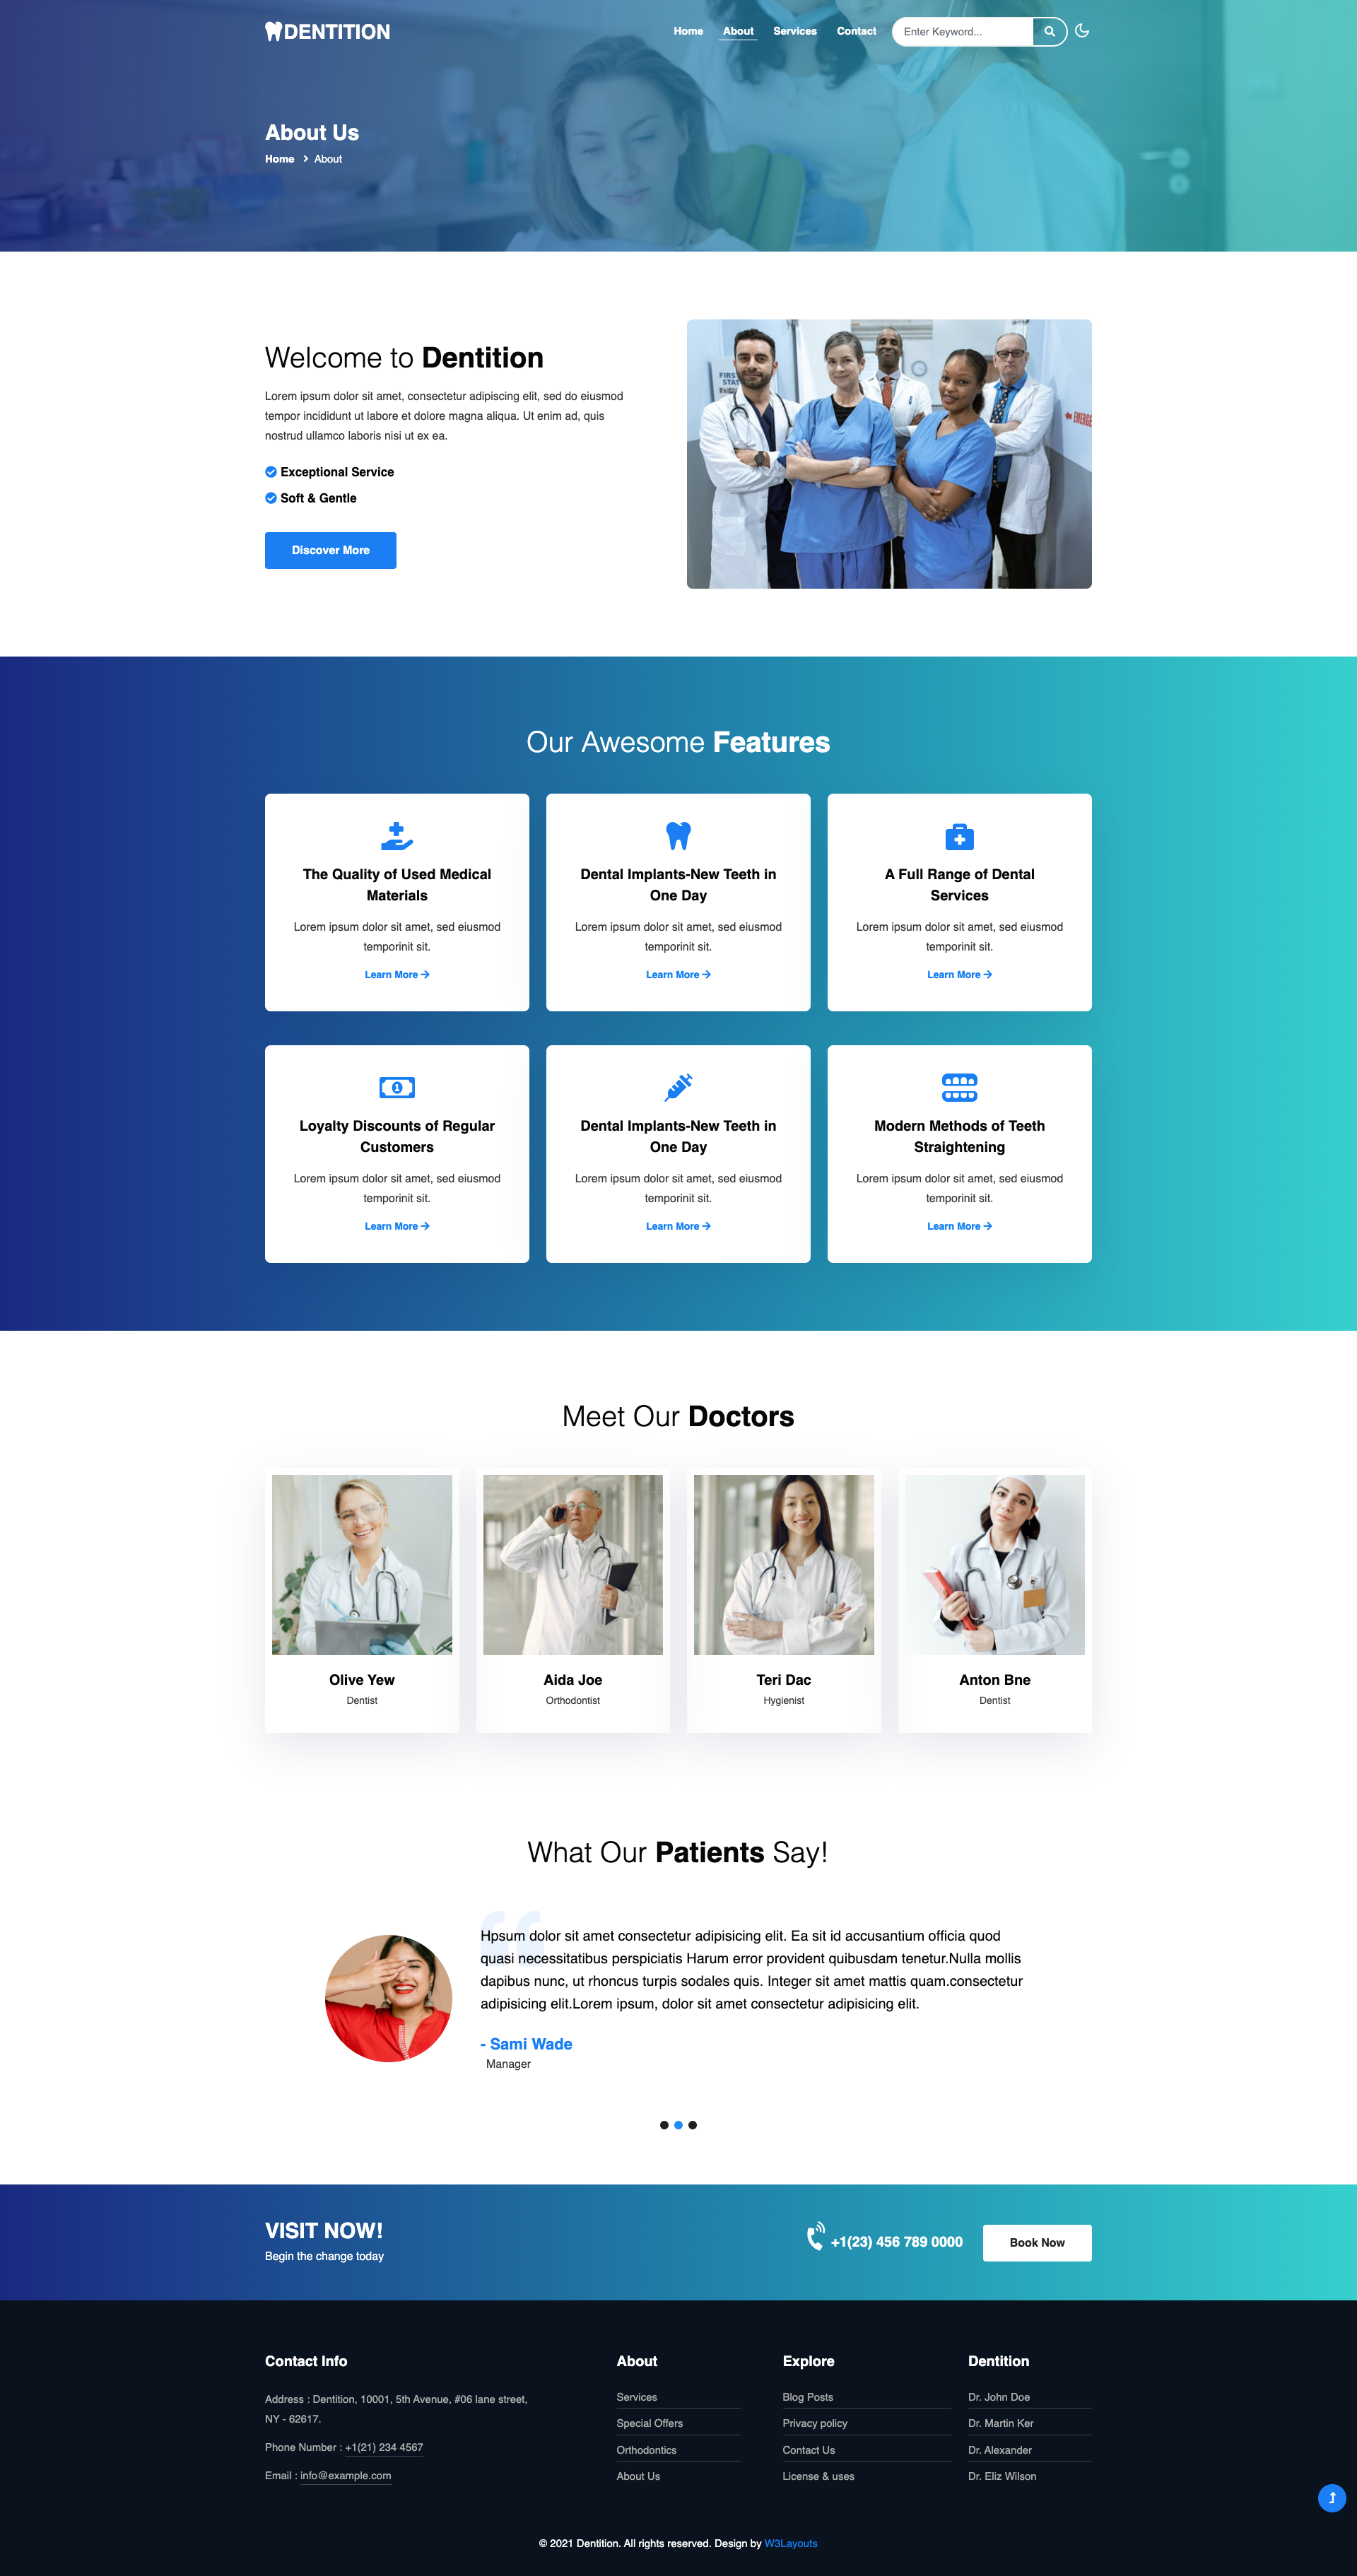 DENTITION
Home About Services Contact Enter Keyword...
About Us
Home About
Welcome to Dentition
Lorem ipsum dolor sit amet, consectetur adipiscing elit, sed do eiusmod
tempor incididunt ut labore et dolore magna aliqua. Ut enim ad, quis
nostrud ullamco laboris nisi ut ex ea.
Exceptional Service
Soft & Gentle
Discover More
Our Awesome Features
The Quality of Used Medical
Materials
Lorem ipsum dolor sit amet, sed eiusmod
temporinit sit.
Learn More
Dental Implants-New Teeth in
One Day
Lorem ipsum dolor sit amet, sed eiusmod
temporinit sit.
Learn More
A Full Range of Dental
Services
Lorem ipsum dolor sit amet, sed eiusmod
temporinit sit.
Learn More
Loyalty Discounts of Regular
Customers
Lorem ipsum dolor sit amet, sed eiusmod
temporinit sit.
Learn More
Dental Implants-New Teeth in
One Day
Lorem ipsum dolor sit amet, sed eiusmod
temporinit sit.
Learn More
Modern Methods of Teeth
Straightening
Lorem ipsum dolor sit amet, sed eiusmod
temporinit sit.
Learn More
Meet Our Doctors
Olive Yew
Dentist
Aida Joe
Orthodontist
Teri Dac
Hygienist
Anton Bne
Dentist
What Our Patients Say!
Hpsum dolor sit amet consectetur adipisicing elit. Ea sit id accusantium officia quod
quasi necessitatibus perspiciatis Harum error provident quibusdam tenetur.Nulla mollis
dapibus nunc, ut rhoncus turpis sodales quis. Integer sit amet mattis quam.consectetur
adipisicing elit.Lorem ipsum, dolor sit amet consectetur adipisicing elit.
- Sami Wade
Manager
VISIT NOW!
Begin the change today
+1(23) 456 789 0000
Book Now
Contact Info
Address : Dentition, 10001, 5th Avenue, #06 lane street,
NY - 62617.
Phone Number : +1(21) 234 4567
Email : info@example.com
About
Services
Special Offers
Orthodontics
About Us
Explore
Blog Posts
Privacy policy
Contact Us
License & uses
Dentition
Dr. John Doe
Dr. Martin Ker
Dr. Alexander
Dr. Eliz Wilson
© 2021 Dentition. All rights reserved. Design by W3Layouts